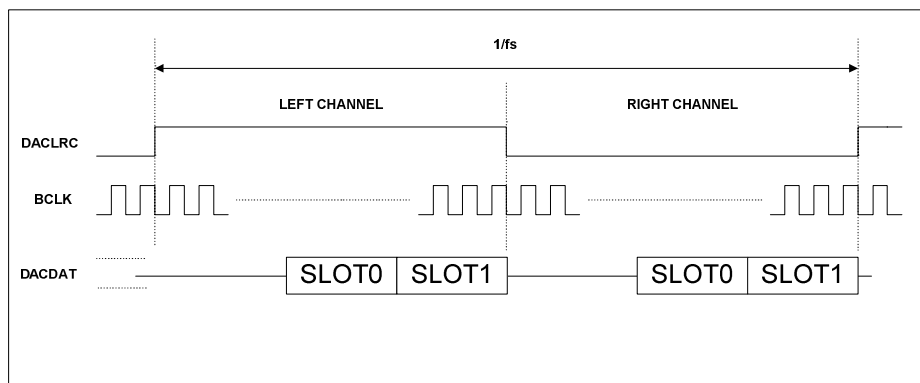 1/fs
LEFT CHANNEL
RIGHT CHANNEL
DACLRC
BCLK
DACDAT
SLOT0
SLOT1
SLOT0
SLOT1